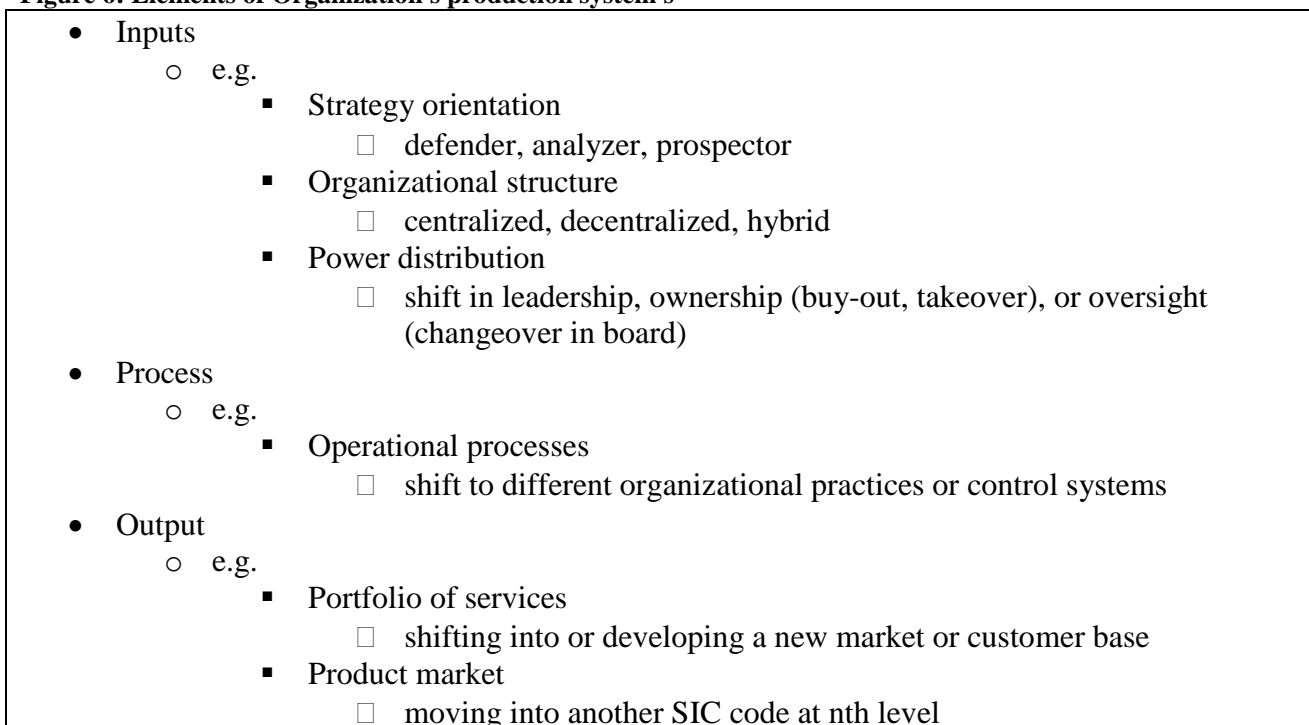 Figure 6: Elements of Organization's production system's
• Inputs
o e.g.
▪ Strategy orientation
□ defender, analyzer, prospector
▪ Organizational structure
□ centralized, decentralized, hybrid
▪ Power distribution
□ shift in leadership, ownership (buy-out, takeover), or oversight
(changeover in board)
• Process
o e.g.
▪ Operational processes
□ shift to different organizational practices or control systems
• Output
o e.g.
▪ Portfolio of services
□ shifting into or developing a new market or customer base
▪ Product market
□ moving into another SIC code at nth level